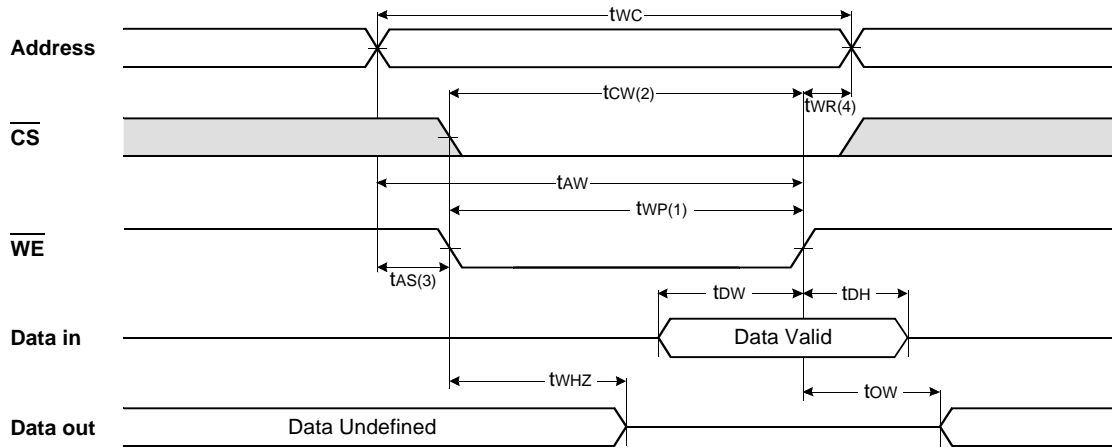 tWC
Address
tCW(2)
tWR(4)
CS
tAW
tWP(1)
WE
tAS(3)
tDW
tDH
Data in
Data Valid
tWHZ
tOW
Data out
Data Undefined